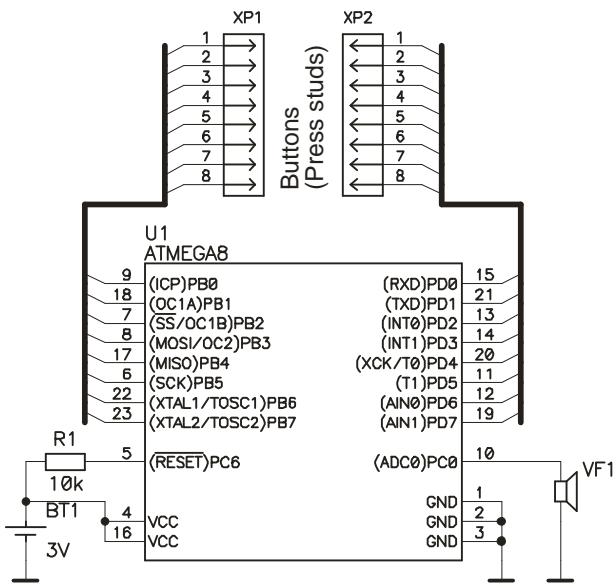 XP1 XP2
1 1
2 2
3 3
4 4
5 5
6 6
7 7
8 8
Buttons
(Press studs)
U1
ATMEGA8
9 (ICP)PB0 (RXD)PD0 15
18 (OC1A)PB1 (TXD)PD1 21
7 (SS/OC1B)PB2 (INT0)PD2 13
8 (MOSI/OC2)PB3 (INT1)PD3 14
17 (MISO)PB4 (XCK/T0)PD4 20
6 (SCK)PB5 (T1)PD5 11
22 (XTAL1/TOSC1)PB6 (AIN0)PD6 12
23 (XTAL2/TOSC2)PB7 (AIN1)PD7 19
R1
10k
5 (RESET)PC6 (ADC0)PC0 10
VF1
BT1
3V
4 VCC
16 VCC
GND 1
GND 2
GND 3